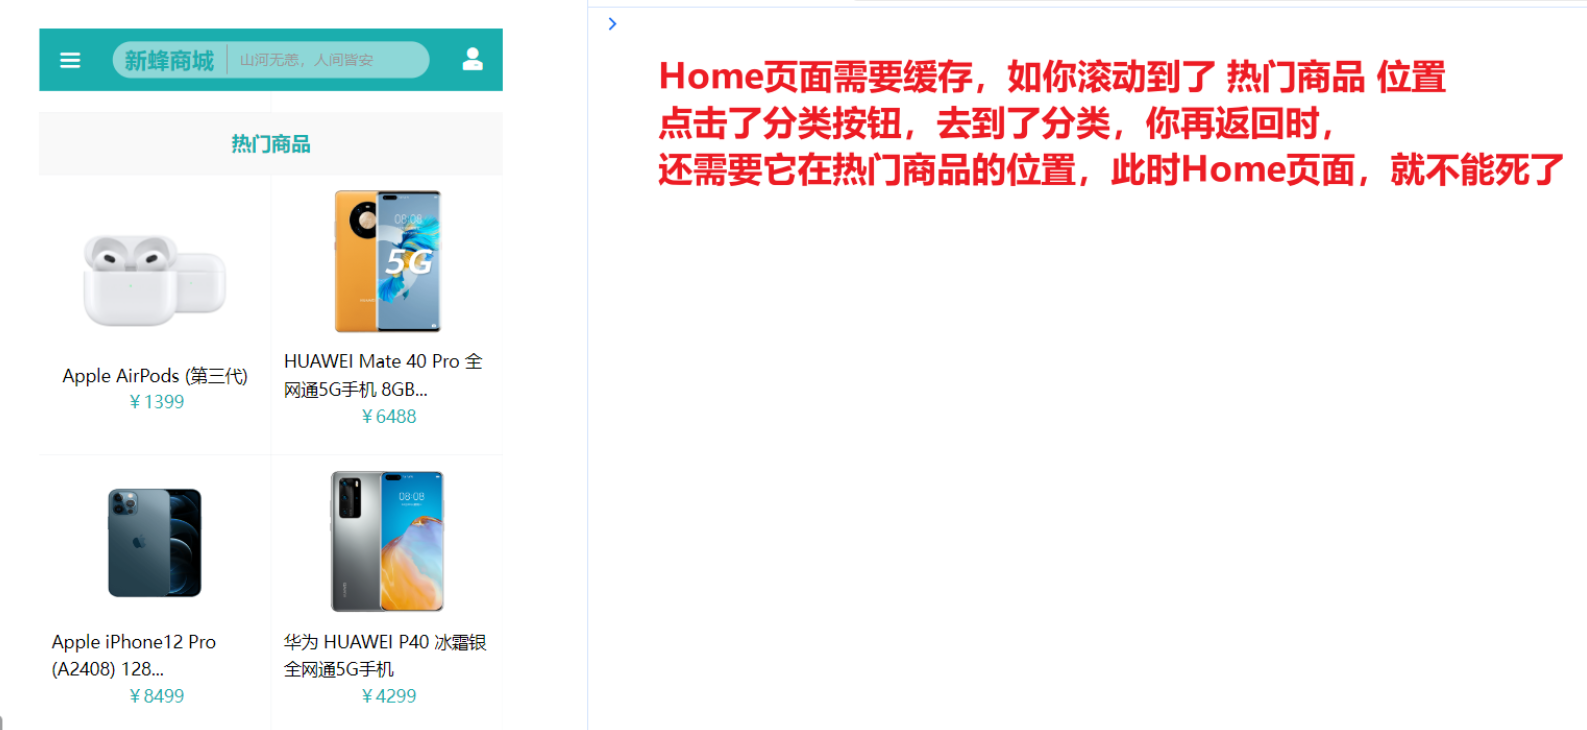 新蜂商城
山河无恙，人间皆安
热门商品
Apple AirPods (第三代)
￥1399
HUAWEI Mate 40 Pro 全
网通5G手机 8GB...
￥6488
08:08
5G
Apple iPhone12 Pro
(A2408) 128...
￥8499
08:08
华为 HUAWEI P40 冰霜银
全网通5G手机
￥4299
Home页面需要缓存，如你滚动到了 热门商品 位置
点击了分类按钮，去到了分类，你再返回时，
还需要它在热门商品的位置，此时Home页面，就不能死了